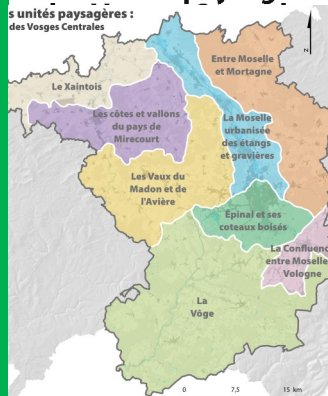 s unités paysagères :
des Vosges Centrales
N
Entre Moselle
et Mortagne
Le Xaintois
Les côtes et vallons
du pays de
Mirecourt
La Moselle
urbanisée
des étangs
et gravières
Les Vaux du
Madon et de
l'Avière
Épinal et ses
coteaux boisés
La Confluenc
entre Moselle
Vologne
La
Vôge
0 7,5 15 km